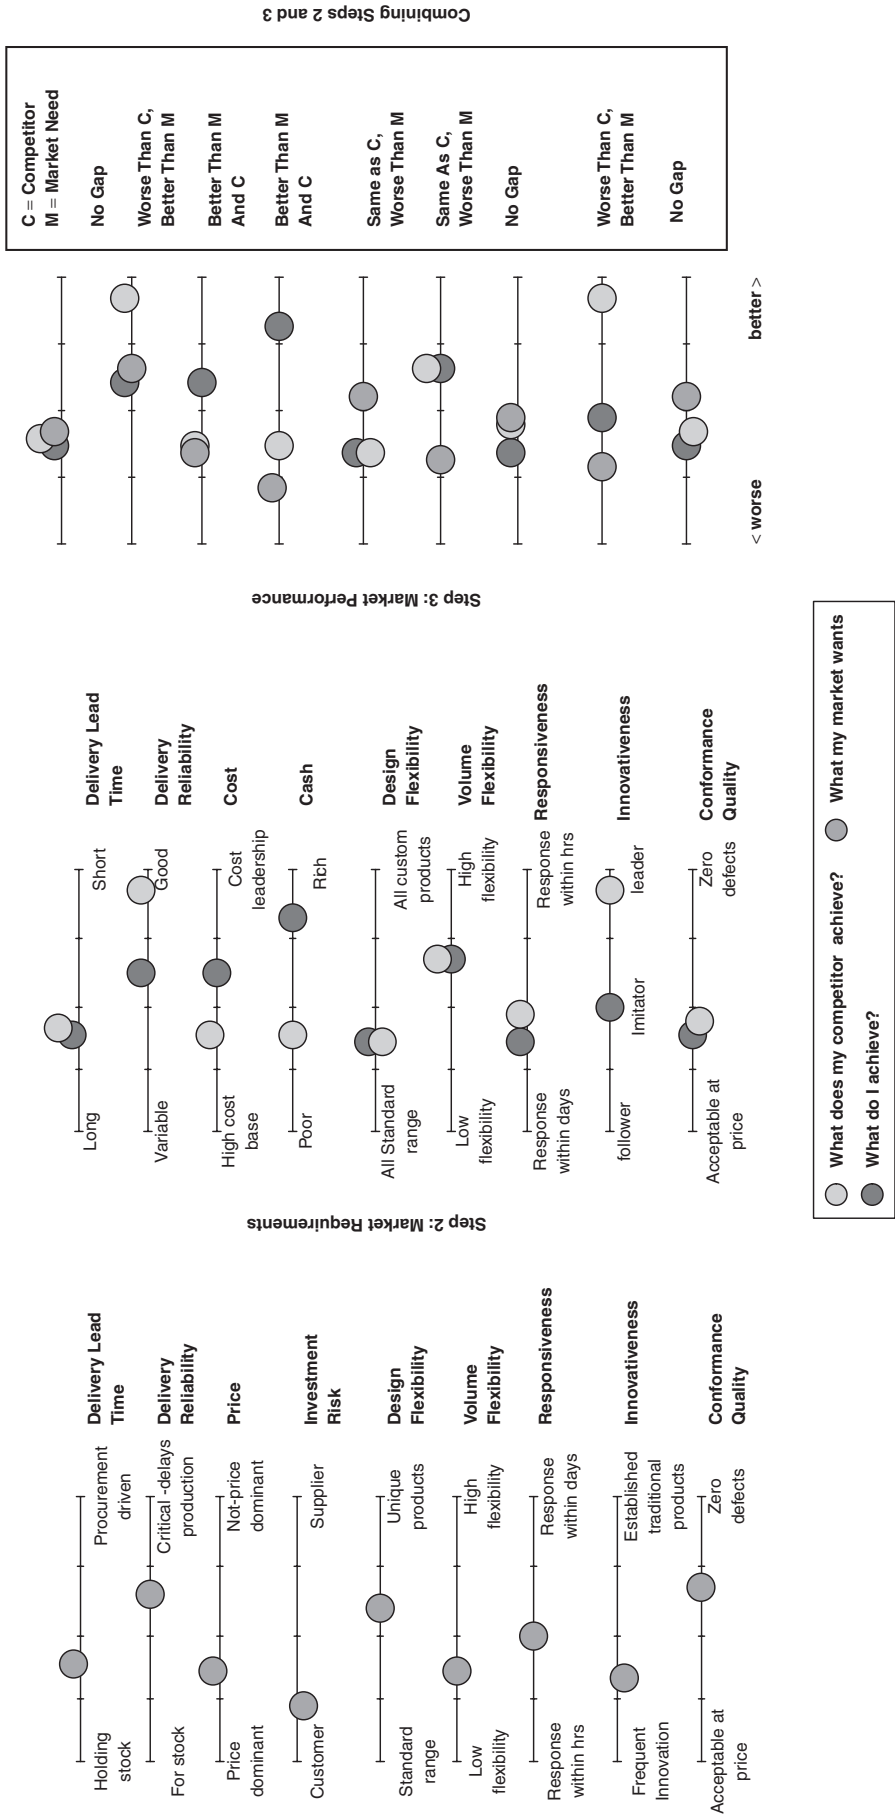 Step 2: Market Requirements
Holding
stock
Procurement
driven
Delivery Lead
Time
For stock
Critical -delays
production
Delivery
Reliability
Price
dominant
Not-price
dominant
Price
Customer
Supplier
Investment
Risk
Standard
range
Unique
products
Design
Flexibility
Low
flexibility
High
flexibility
Volume
Flexibility
Response
within hrs
Response
within days
Responsiveness
Frequent
Innovation
Established
traditional
products
Innovativeness
Acceptable at
price
Zero
defects
Conformance
Quality
Step 3: Market Performance
Long
Short
Delivery Lead
Time
Variable
Good
Delivery
Reliability
High cost
base
Cost
leadership
Cost
Poor
Rich
Cash
All Standard
range
All custom
products
Design
Flexibility
Low
flexibility
High
flexibility
Volume
Flexibility
Response
within days
Response
within hrs
Responsiveness
follower
Imitator
leader
Innovativeness
Acceptable at
price
Zero
defects
Conformance
Quality
Combining Steps 2 and 3
C = Competitor
M = Market Need
No Gap
Worse Than C,
Better Than M
Better Than M
And C
Better Than M
And C
Same as C,
Worse Than M
Same As C,
Worse Than M
No Gap
Worse Than C,
Better Than M
No Gap
< worse
better >
What does my competitor achieve?
What my market wants
What do I achieve?